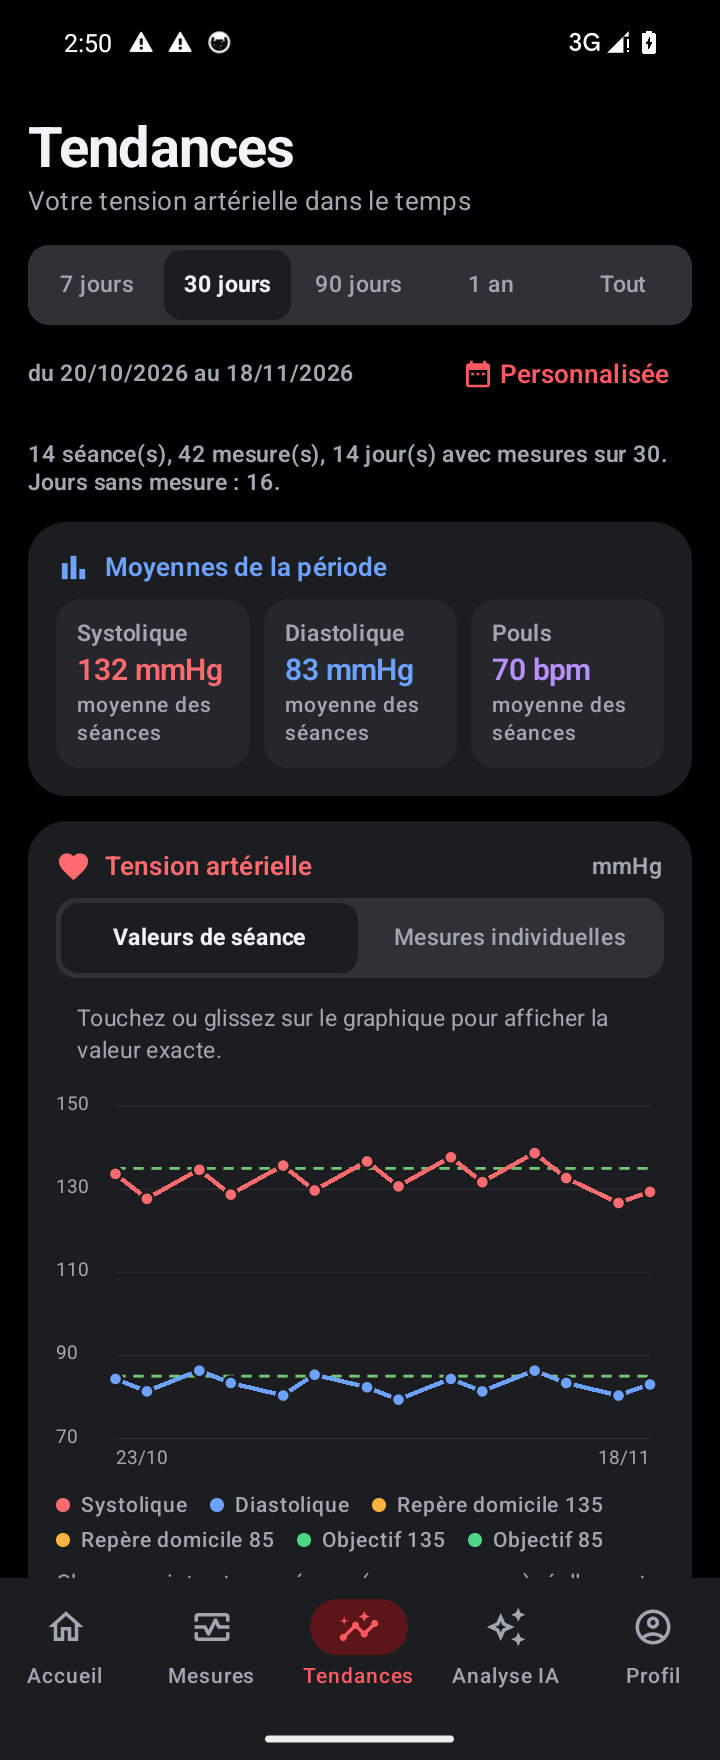 2:50
3G
Tendances
Votre tension artérielle dans le temps
7 jours 30 jours 90 jours 1 an Tout
du 20/10/2026 au 18/11/2026 Personnalisée
14 séance(s), 42 mesure(s), 14 jour(s) avec mesures sur 30.
Jours sans mesure : 16.
Moyennes de la période
Systolique Diastolique Pouls
132 mmHg 83 mmHg 70 bpm
moyenne des moyenne des moyenne des
séances séances séances
Tension artérielle mmHg
Valeurs de séance Mesures individuelles
Touchez ou glissez sur le graphique pour afficher la
valeur exacte.
150
130
110
90
70
23/10 18/11
Systolique Diastolique Repère domicile 135
Repère domicile 85 Objectif 135 Objectif 85
Accueil Mesures Tendances Analyse IA Profil